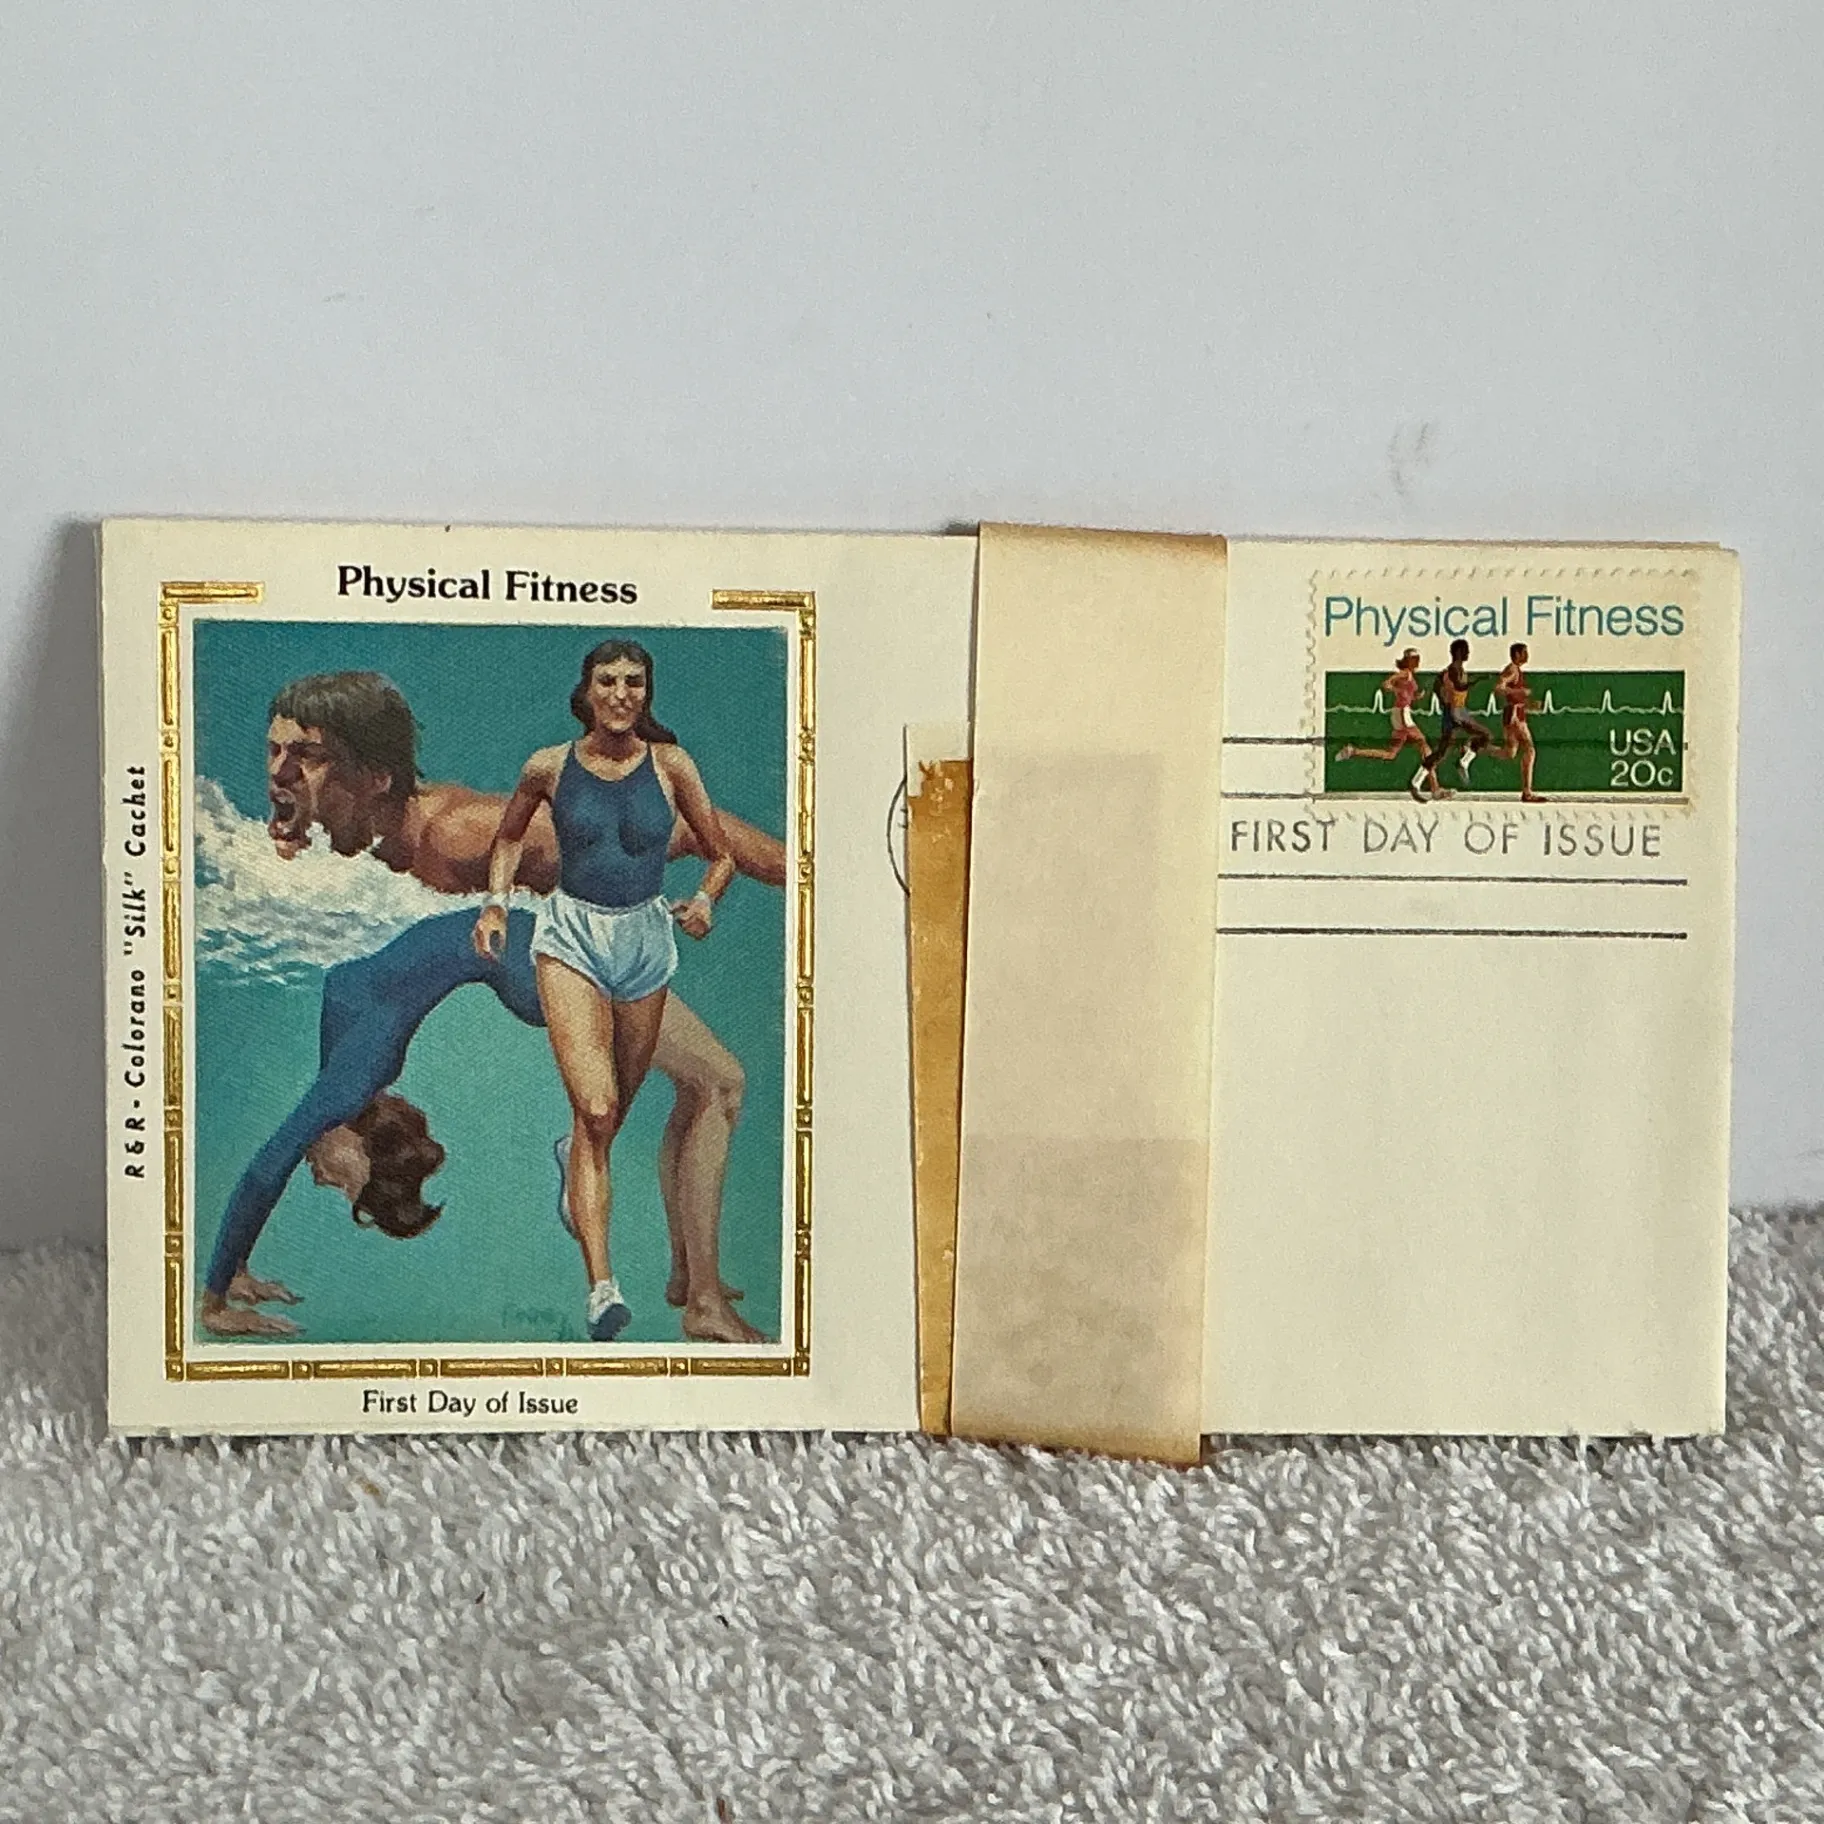 Physical Fitness
R & R - Colorano "Silk" Cachet
First Day of Issue
Physical Fitness
USA
20c
FIRST DAY OF ISSUE